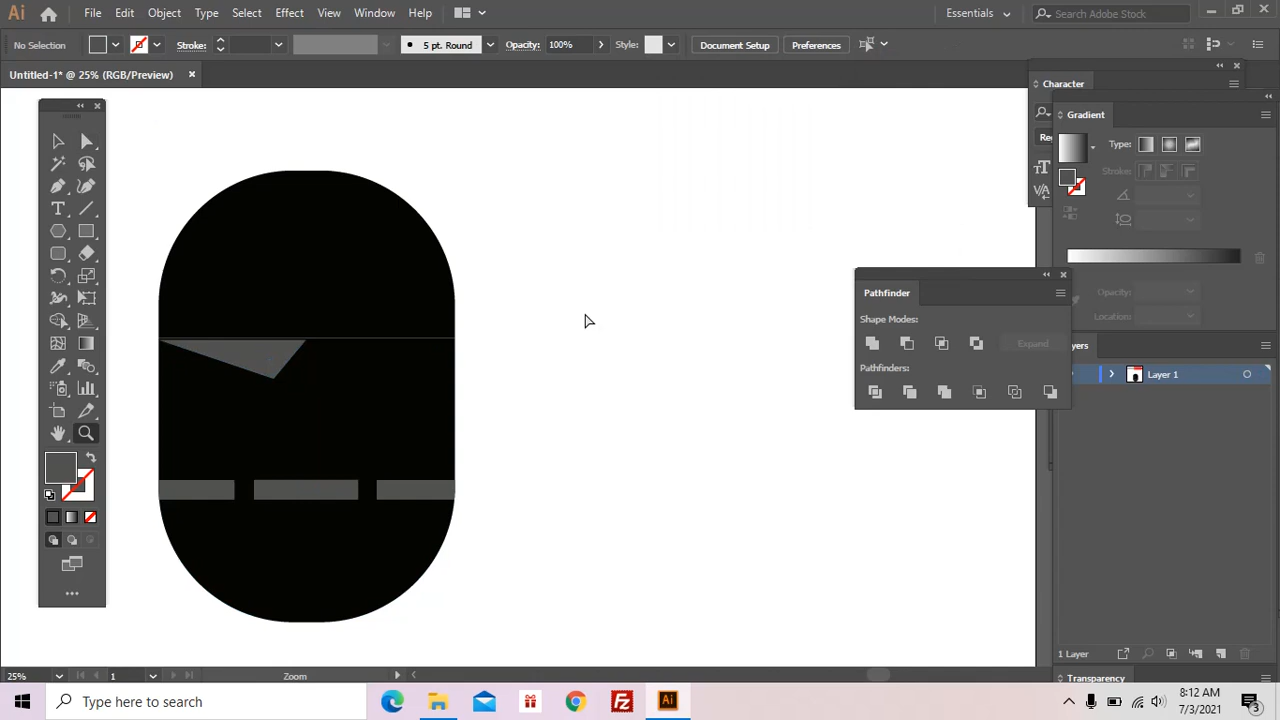 Ai File Edit Object Type Select Effect View Window Help Essentials Search Adobe Stock
No Selection Stroke: 5 pt. Round Opacity: 100% Style: Document Setup Preferences
Untitled-1* @ 25% (RGB/Preview)
Character
Gradient
Type:
Stroke:
Pathfinder
Shape Modes:
Expand
Pathfinders:
Opacity:
Location:
Layer 1
1 Layer
25% 1 Zoom
Transparency
Type here to search
Ai
8:12 AM
7/3/2021
3